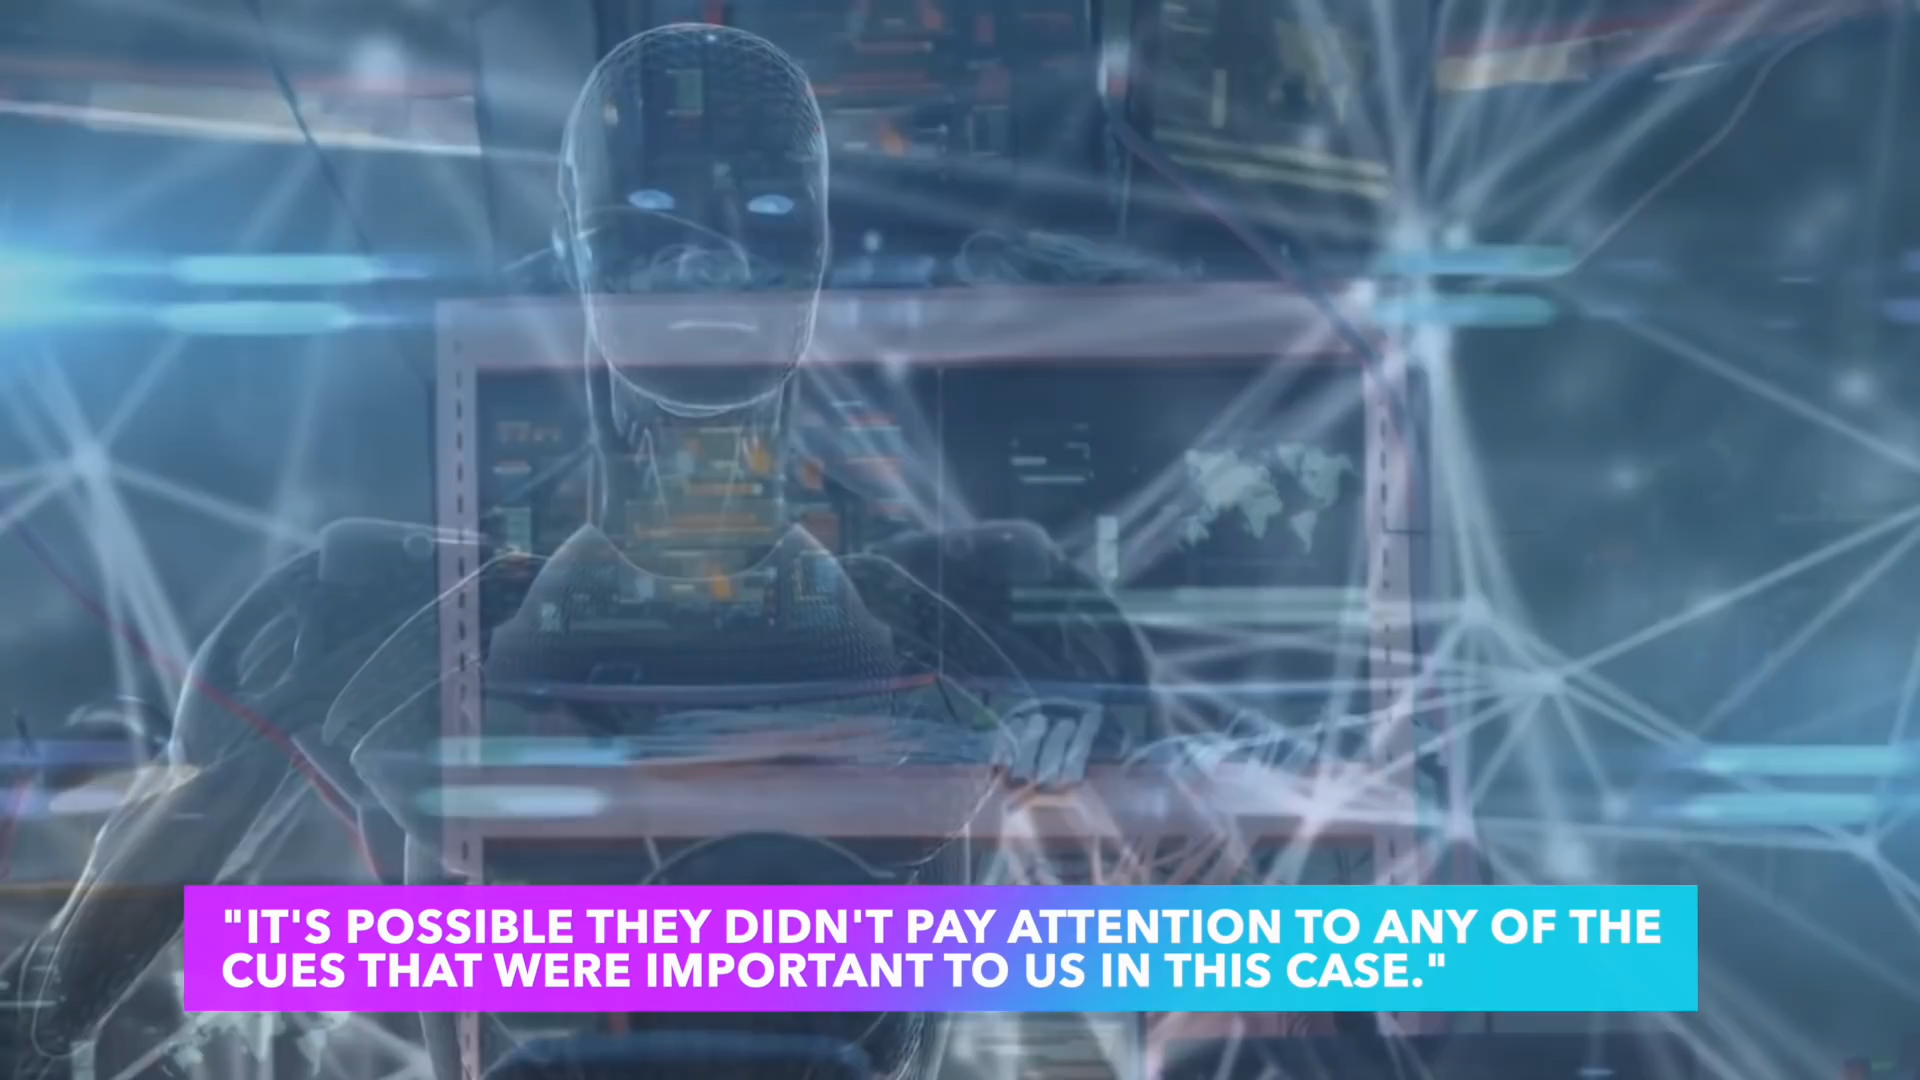 "IT'S POSSIBLE THEY DIDN'T PAY ATTENTION TO ANY OF THE
CUES THAT WERE IMPORTANT TO US IN THIS CASE."